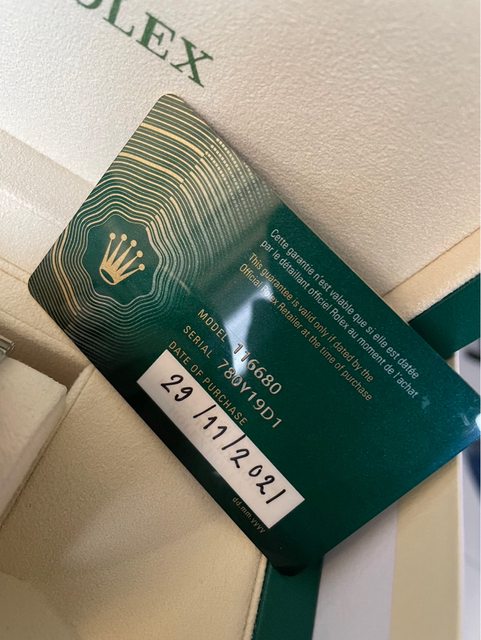 ROLEX
Cette garantie n'est valable que si elle est datée
par le détaillant officiel Rolex au moment de l'achat
This guarantee is valid only if dated by the
Official Rolex Retailer at the time of purchase
MODEL 116680
SERIAL 780Y19D1
DATE OF PURCHASE
29/11/2021
dd.mm.yyyy